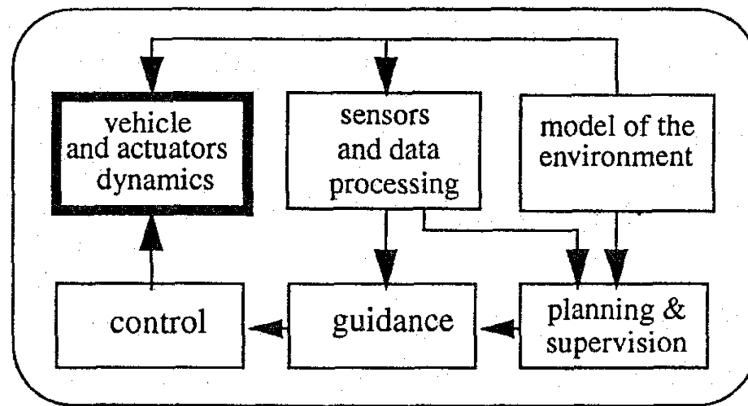 vehicle
and actuators
dynamics
sensors
and data
processing
model of the
environment
control
guidance
planning &
supervision